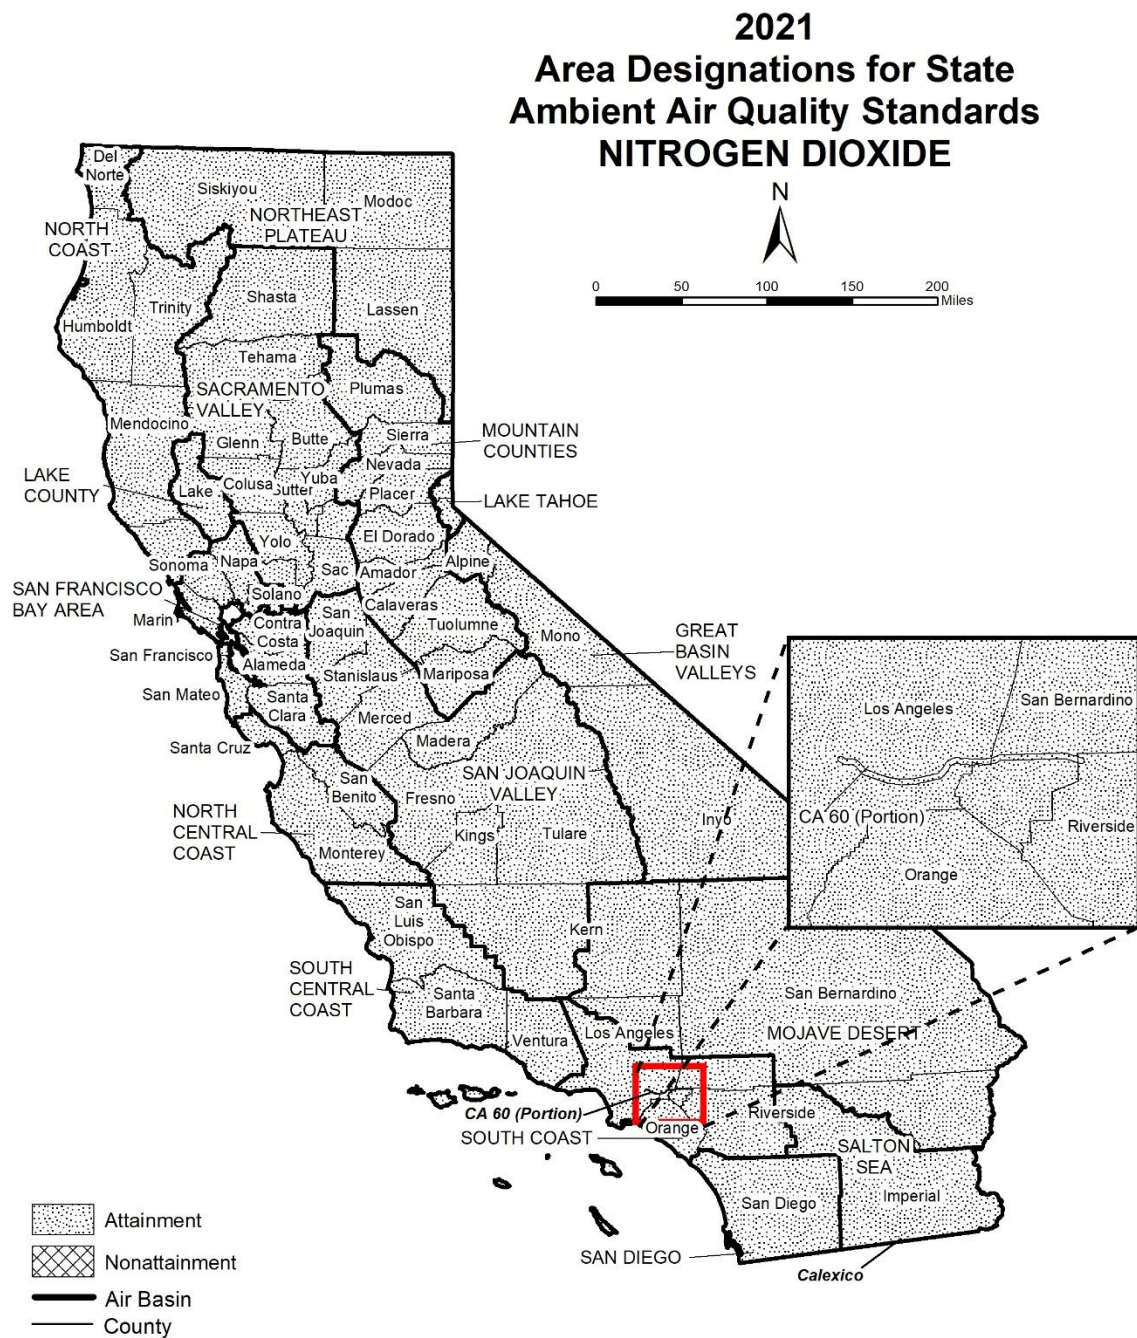 2021
Area Designations for State
Ambient Air Quality Standards
NITROGEN DIOXIDE
N
0 50 100 150 200
Miles
Del
Norte
Siskiyou
Modoc
NORTHEAST
PLATEAU
NORTH
COAST
Trinity
Shasta
Lassen
Humboldt
Tehama
SACRAMENTO
VALLEY
Plumas
Mendocino
Glenn
Butte
Sierra
MOUNTAIN
COUNTIES
Nevada
LAKE
COUNTY
Lake
Colusa
Yuba
Placer
LAKE TAHOE
Yolo
El Dorado
Sonoma
Napa
Sac
Amador
Alpine
SAN FRANCISCO
BAY AREA
Solano
Calaveras
Marin
Contra
Costa
San
Joaquin
Tuolumne
Mono
GREAT
BASIN
VALLEYS
San Francisco
Alameda
Stanislaus
Mariposa
San Mateo
Santa
Clara
Merced
Santa Cruz
Madera
San
Benito
Fresno
SAN JOAQUIN
VALLEY
NORTH
CENTRAL
COAST
Kings
Tulare
Inyo
Monterey
Los Angeles
San Bernardino
CA 60 (Portion)
Riverside
Orange
San
Luis
Obispo
Kern
SOUTH
CENTRAL
COAST
Santa
Barbara
San Bernardino
Ventura
Los Angeles
MOJAVE DESERT
CA 60 (Portion)
Riverside
Orange
SOUTH COAST
SALTON
SEA
San Diego
Imperial
SAN DIEGO
Calexico
Attainment
Nonattainment
Air Basin
County